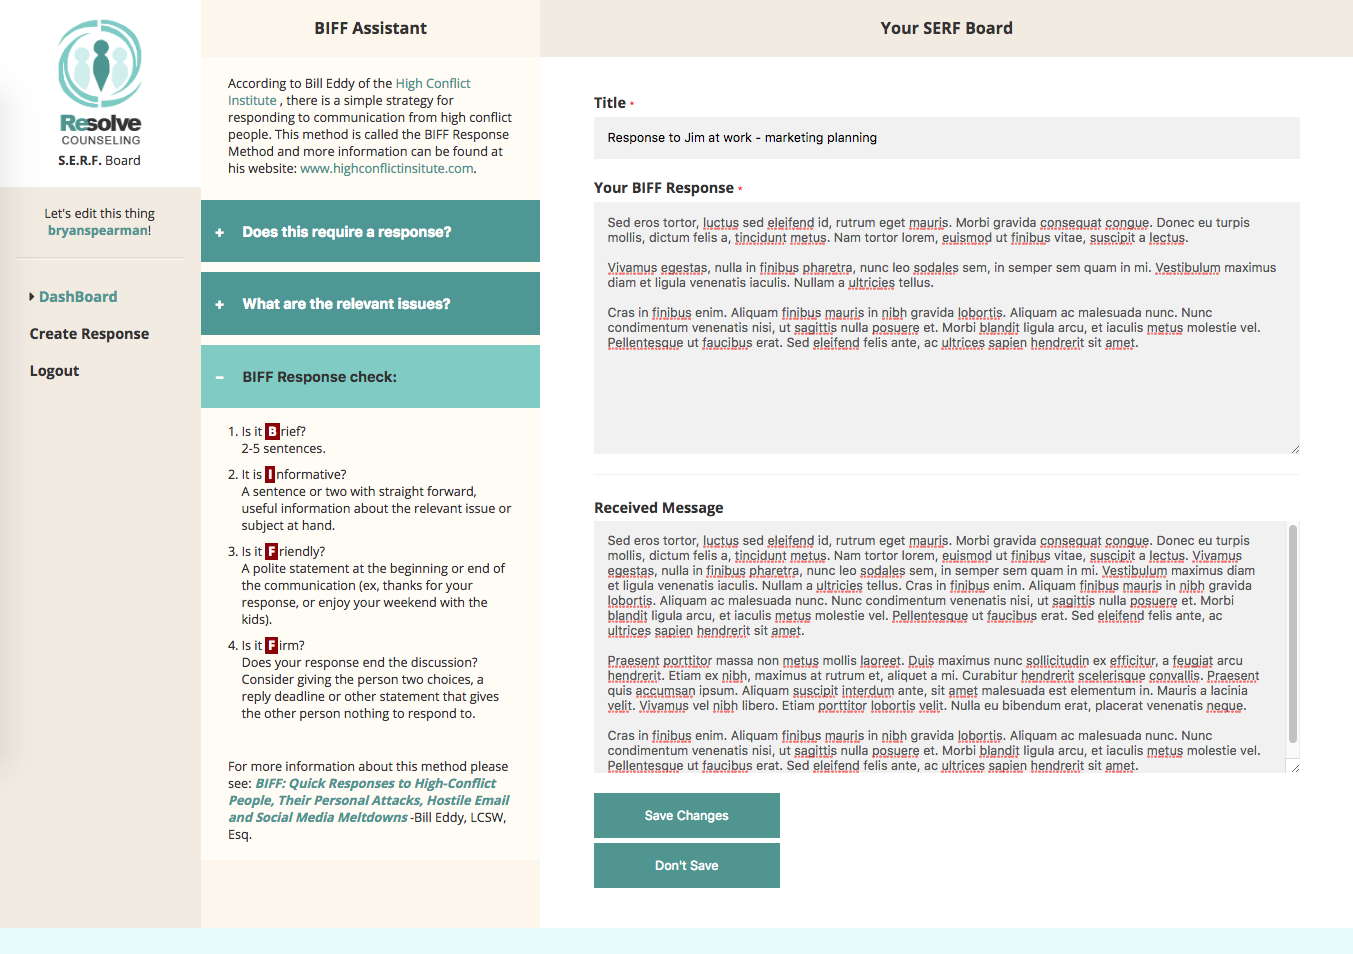 Resolve
COUNSELING
S.E.R.F. Board
Let's edit this thing
bryanspearman!
DashBoard
Create Response
Logout
BIFF Assistant
According to Bill Eddy of the High Conflict
Institute , there is a simple strategy for
responding to communication from high conflict
people. This method is called the BIFF Response
Method and more information can be found at
his website: www.highconflictinsitute.com.
+ Does this require a response?
+ What are the relevant issues?
– BIFF Response check:
1. Is it Brief?
2-5 sentences.
2. It is Informative?
A sentence or two with straight forward,
useful information about the relevant issue or
subject at hand.
3. Is it Friendly?
A polite statement at the beginning or end of
the communication (ex, thanks for your
response, or enjoy your weekend with the
kids).
4. Is it Firm?
Does your response end the discussion?
Consider giving the person two choices, a
reply deadline or other statement that gives
the other person nothing to respond to.
For more information about this method please
see: BIFF: Quick Responses to High-Conflict
People, Their Personal Attacks, Hostile Email
and Social Media Meltdowns -Bill Eddy, LCSW,
Esq.
Your SERF Board
Title *
Response to Jim at work - marketing planning
Your BIFF Response *
Sed eros tortor, luctus sed eleifend id, rutrum eget mauris. Morbi gravida consequat congue. Donec eu turpis
mollis, dictum felis a, tincidunt metus. Nam tortor lorem, euismod ut finibus vitae, suscipit a lectus.
Vivamus egestas, nulla in finibus pharetra, nunc leo sodales sem, in semper sem quam in mi. Vestibulum maximus
diam et ligula venenatis iaculis. Nullam a ultricies tellus.
Cras in finibus enim. Aliquam finibus mauris in nibh gravida lobortis. Aliquam ac malesuada nunc. Nunc
condimentum venenatis nisi, ut sagittis nulla posuere et. Morbi blandit ligula arcu, et iaculis metus molestie vel.
Pellentesque ut faucibus erat. Sed eleifend felis ante, ac ultrices sapien hendrerit sit amet.
Received Message
Sed eros tortor, luctus sed eleifend id, rutrum eget mauris. Morbi gravida consequat congue. Donec eu turpis
mollis, dictum felis a, tincidunt metus. Nam tortor lorem, euismod ut finibus vitae, suscipit a lectus. Vivamus
egestas, nulla in finibus pharetra, nunc leo sodales sem, in semper sem quam in mi. Vestibulum maximus diam
et ligula venenatis iaculis. Nullam a ultricies tellus. Cras in finibus enim. Aliquam finibus mauris in nibh gravida
lobortis. Aliquam ac malesuada nunc. Nunc condimentum venenatis nisi, ut sagittis nulla posuere et. Morbi
blandit ligula arcu, et iaculis metus molestie vel. Pellentesque ut faucibus erat. Sed eleifend felis ante, ac
ultrices sapien hendrerit sit amet.
Praesent porttitor massa non metus mollis laoreet. Duis maximus nunc sollicitudin ex efficitur, a feugiat arcu
hendrerit. Etiam ex nibh, maximus at rutrum et, aliquet a mi. Curabitur hendrerit scelerisque convallis. Praesent
quis accumsan ipsum. Aliquam suscipit interdum ante, sit amet malesuada est elementum in. Mauris a lacinia
velit. Vivamus vel nibh libero. Etiam porttitor lobortis velit. Nulla eu bibendum erat, placerat venenatis neque.
Cras in finibus enim. Aliquam finibus mauris in nibh gravida lobortis. Aliquam ac malesuada nunc. Nunc
condimentum venenatis nisi, ut sagittis nulla posuere et. Morbi blandit ligula arcu, et iaculis metus molestie vel.
Pellentesque ut faucibus erat. Sed eleifend felis ante, ac ultrices sapien hendrerit sit amet.
Save Changes
Don't Save